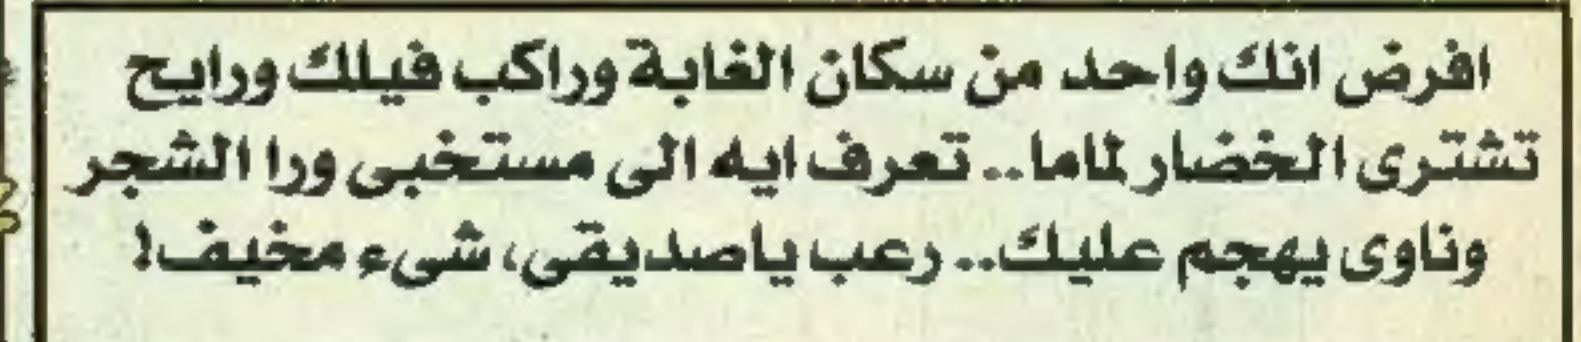 افرض انك واحد من سكان الغابة وراكب فيلك ورايح
تشترى الخضار لماما.. تعرف ايه الى مستخبى ورا الشجر
وناوى يهجم عليك.. رعب ياصديقى، شىء مخيف!